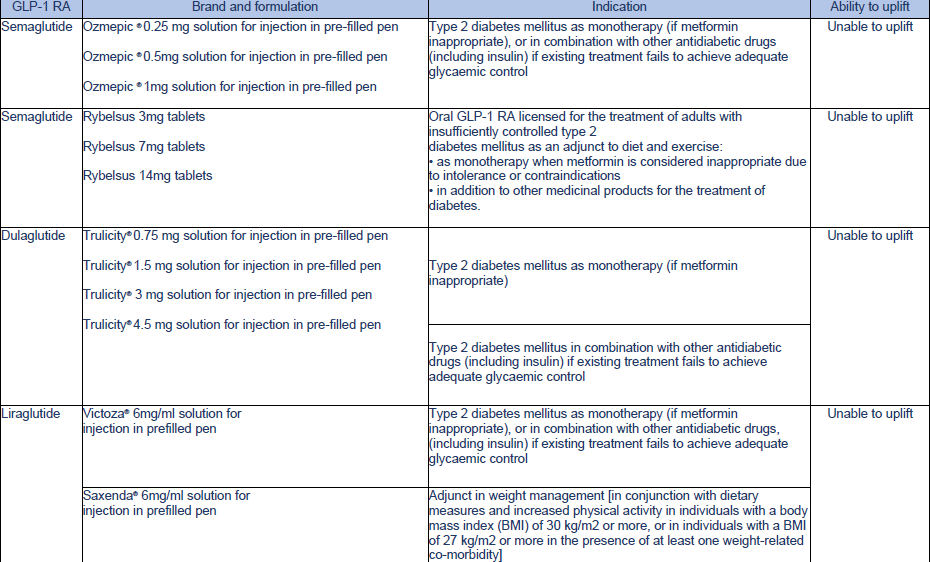 GLP-1 RA Brand and formulation Indication Ability to uplift
Semaglutide Ozmepic ® 0.25 mg solution for injection in pre-filled pen Type 2 diabetes mellitus as monotherapy (if metformin Unable to uplift
inappropriate), or in combination with other antidiabetic drugs
Ozmepic ® 0.5mg solution for injection in pre-filled pen (including insulin) if existing treatment fails to achieve adequate
glycaemic control
Ozmepic ® 1mg solution for injection in pre-filled pen
Semaglutide Rybelsus 3mg tablets Oral GLP-1 RA licensed for the treatment of adults with Unable to uplift
insufficiently controlled type 2
Rybelsus 7mg tablets diabetes mellitus as an adjunct to diet and exercise:
• as monotherapy when metformin is considered inappropriate due
Rybelsus 14mg tablets to intolerance or contraindications
• in addition to other medicinal products for the treatment of
diabetes.
Dulaglutide Trulicity® 0.75 mg solution for injection in pre-filled pen Unable to uplift
Trulicity® 1.5 mg solution for injection in pre-filled pen Type 2 diabetes mellitus as monotherapy (if metformin
inappropriate)
Trulicity® 3 mg solution for injection in pre-filled pen
Trulicity® 4.5 mg solution for injection in pre-filled pen
Type 2 diabetes mellitus in combination with other antidiabetic
drugs (including insulin) if existing treatment fails to achieve
adequate glycaemic control
Liraglutide Victoza® 6mg/ml solution for Type 2 diabetes mellitus as monotherapy (if metformin Unable to uplift
injection in prefilled pen inappropriate), or in combination with other antidiabetic drugs,
(including insulin) if existing treatment fails to achieve adequate
glycaemic control
Saxenda® 6mg/ml solution for Adjunct in weight management [in conjunction with dietary
injection in prefilled pen measures and increased physical activity in individuals with a body
mass index (BMI) of 30 kg/m2 or more, or in individuals with a BMI
of 27 kg/m2 or more in the presence of at least one weight-related
co-morbidity]